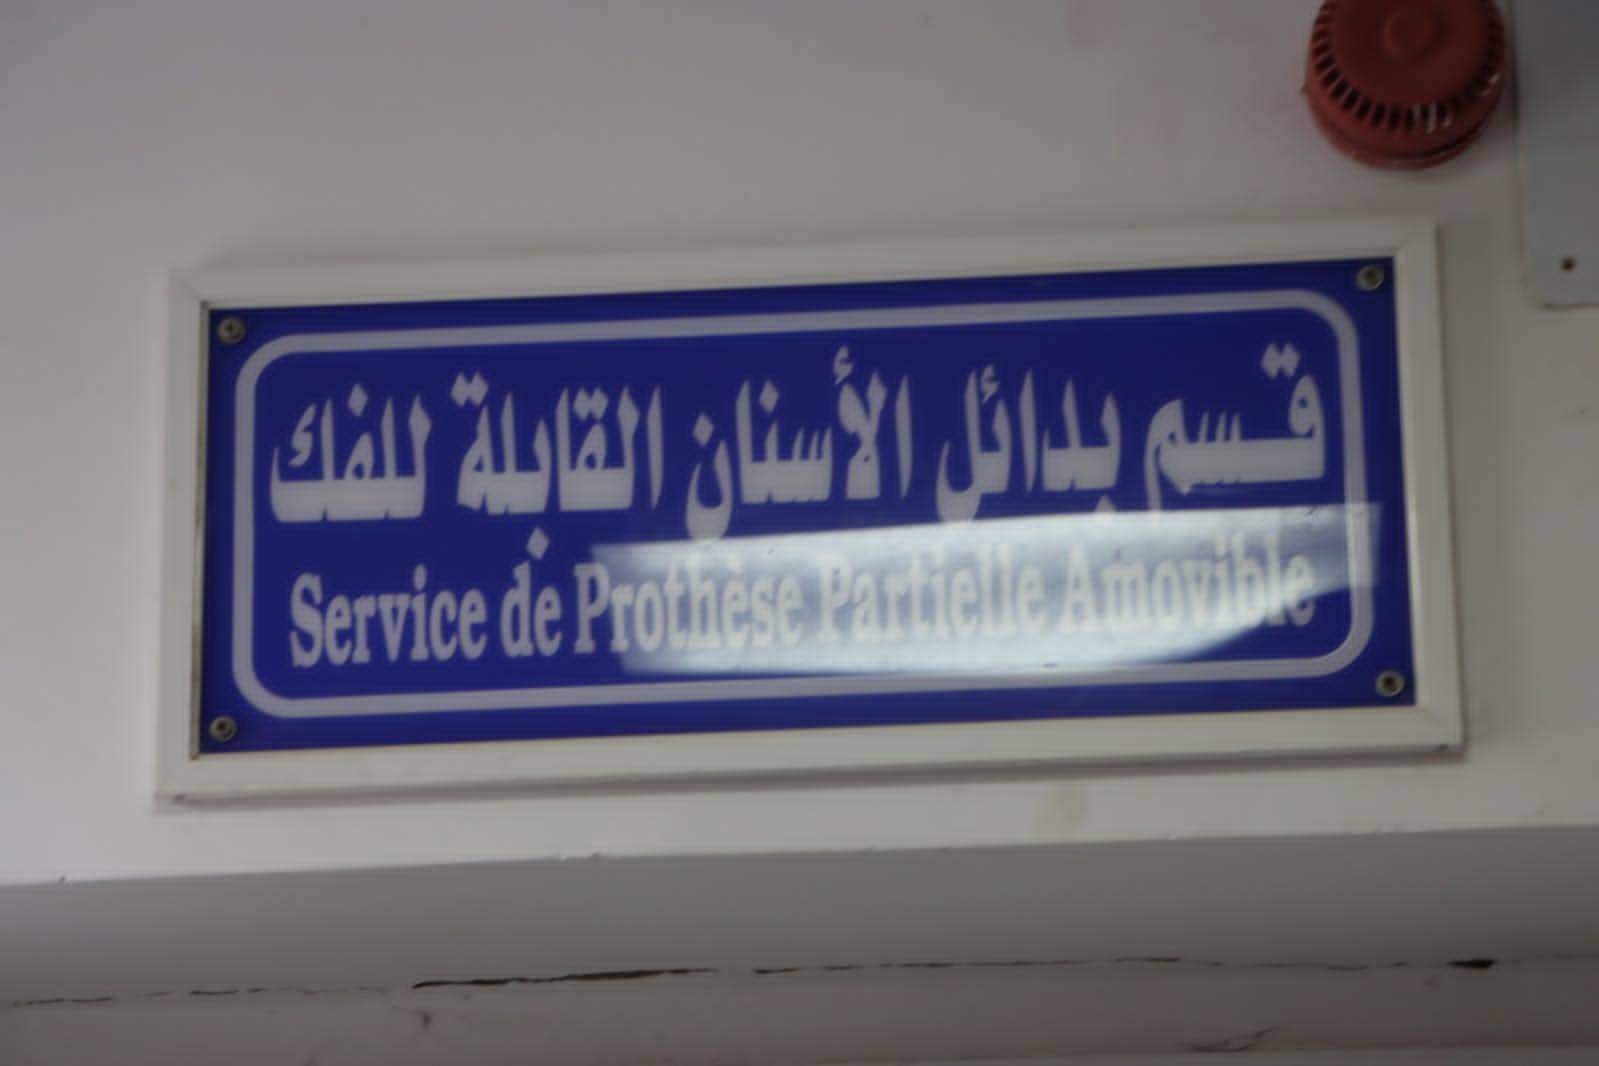 قسم بدائل الأسنان القابلة للفك
Service de Prothèse Partielle Amovible